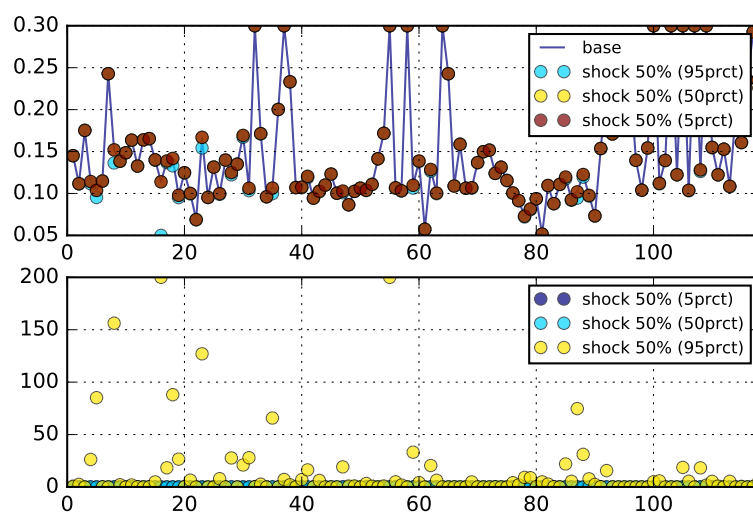 0.30
0.25
0.20
0.15
0.10
0.05
0 20 40 60 80 100
base
shock 50% (95prct)
shock 50% (50prct)
shock 50% (5prct)
200
150
100
50
0
0 20 40 60 80 100
shock 50% (5prct)
shock 50% (50prct)
shock 50% (95prct)